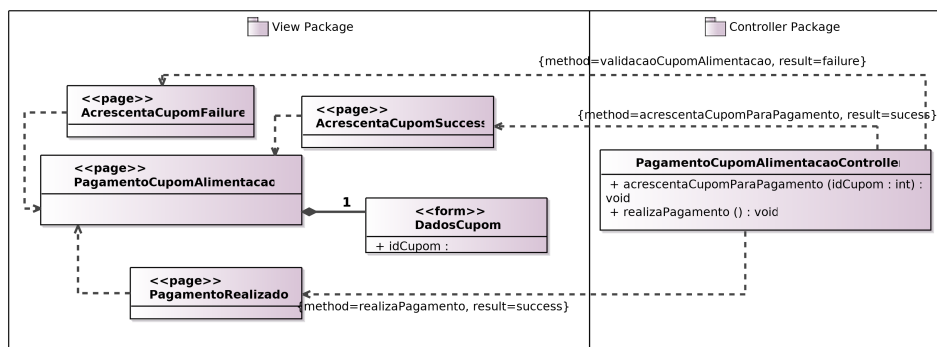 View Package
Controller Package
{method=validacaoCupomAlimentacao, result=failure}
<<page>>
AcrescentaCupomFailure
<<page>>
AcrescentaCupomSuccess
{method=acrescentaCupomParaPagamento, result=sucess}
<<page>>
PagamentoCupomAlimentacao
PagamentoCupomAlimentacaoController
+ acrescentaCupomParaPagamento (idCupom : int) :
void
+ realizaPagamento () : void
1
<<form>>
DadosCupom
+ idCupom :
<<page>>
PagamentoRealizado
{method=realizaPagamento, result=success}